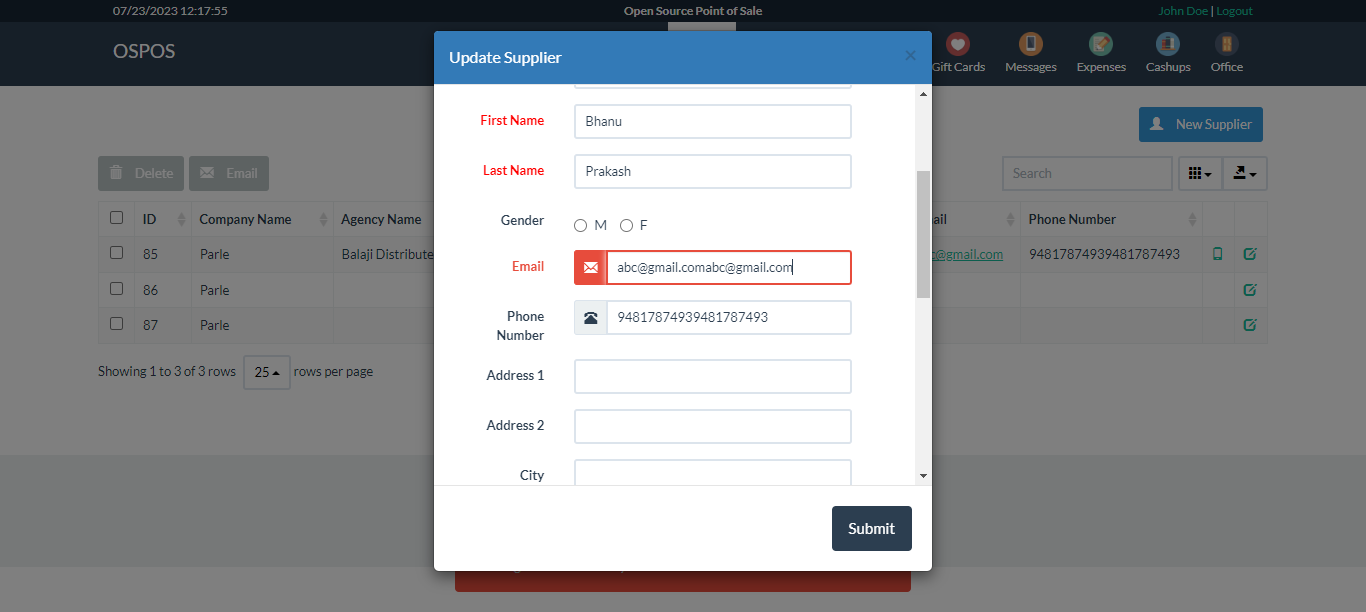 07/23/2023 12:17:55
Open Source Point of Sale
John Doe | Logout
OSPOS
Gift Cards
Messages
Expenses
Cashups
Office
Update Supplier
×
New Supplier
First Name
Bhanu
Last Name
Prakash
Delete
Email
Search
Gender
M
F
ID
Company Name
Agency Name
Phone Number
85
Parle
Balaji Distribute
@gmail.com
94817874939481787493
Email
abc@gmail.comabc@gmail.com
86
Parle
Phone
Number
94817874939481787493
87
Parle
Showing 1 to 3 of 3 rows
25
rows per page
Address 1
Address 2
City
Submit